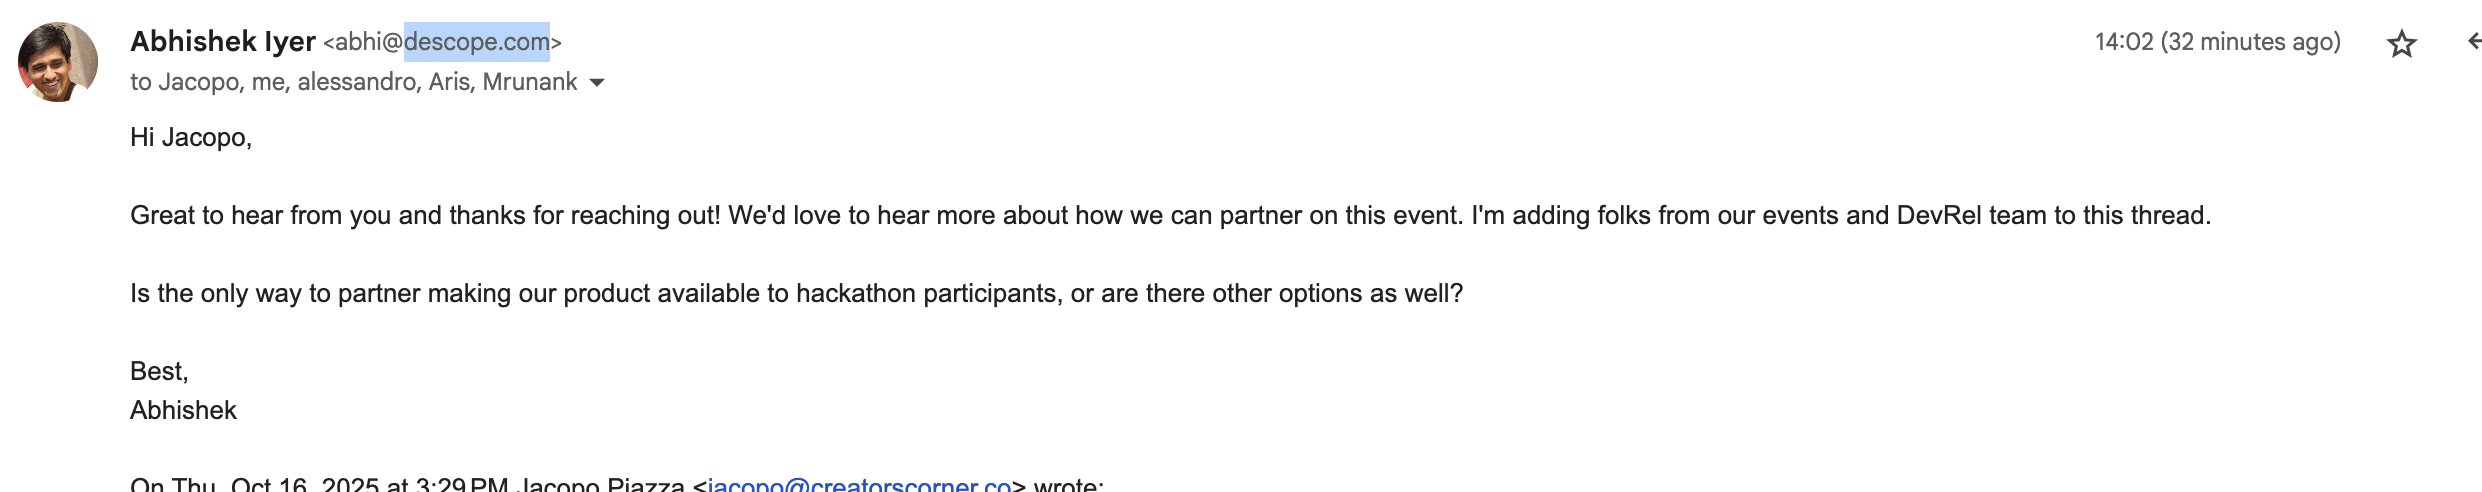 Abhishek Iyer <abhi@descope.com>
14:02 (32 minutes ago)
to Jacopo, me, alessandro, Aris, Mrunank
Hi Jacopo,
Great to hear from you and thanks for reaching out! We'd love to hear more about how we can partner on this event. I'm adding folks from our events and DevRel team to this thread.
Is the only way to partner making our product available to hackathon participants, or are there other options as well?
Best,
Abhishek
On Thu, Oct 16, 2025 at 3:29 PM Jacopo Piazza <jacopo@creatorscorner.co> wrote: